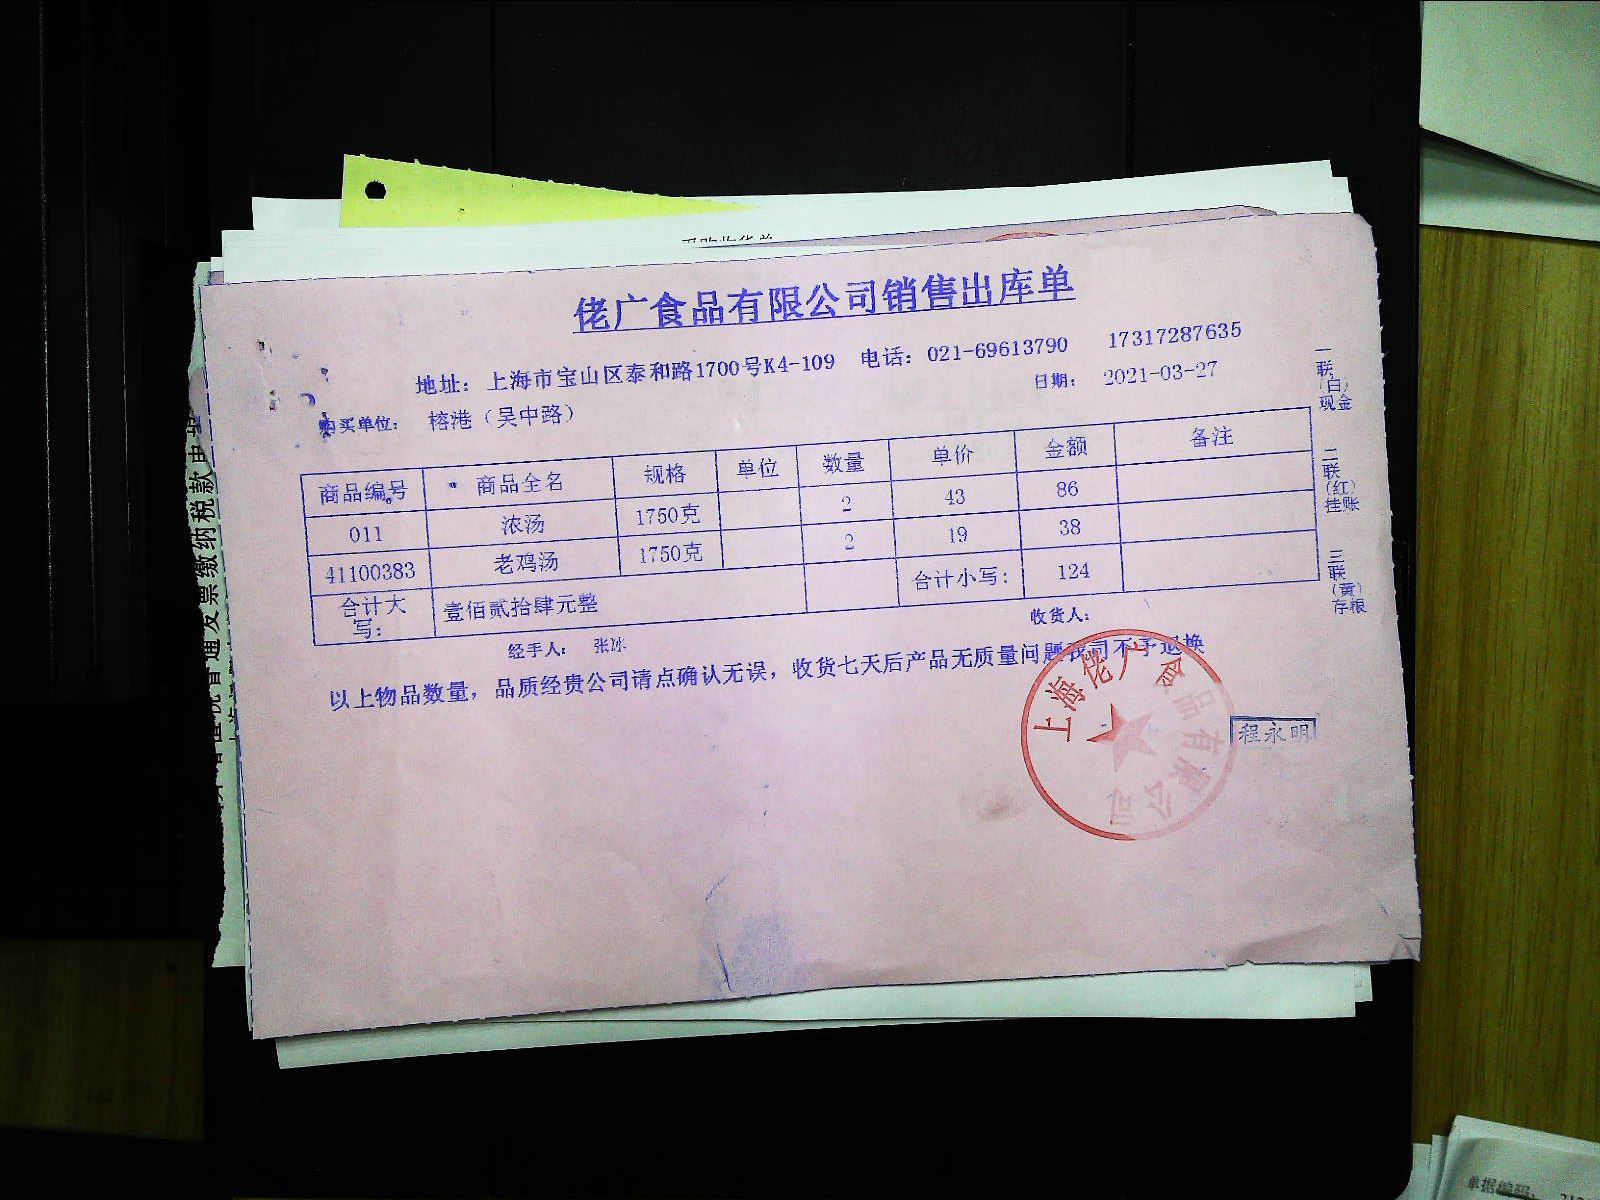 佬广食品有限公司销售出库单
地址：上海市宝山区泰和路1700号K4-109 电话：021-69613790 17317287635
日期： 2021-03-27
购买单位： 榕港（吴中路）
商品编号 商品全名 规格 单位 数量 单价 金额 备注
011 浓汤 1750克 2 43 86
41100383 老鸡汤 1750克 2 19 38
合计大写： 壹佰贰拾肆元整 合计小写： 124
经手人： 张冰 收货人：
以上物品数量，品质经贵公司请点确认无误，收货七天后产品无质量问题我司不予退换
一联（白）现金
二联（红）挂账
三联（黄）存根
上海佬广食品有限公司
程永明
单据编码：